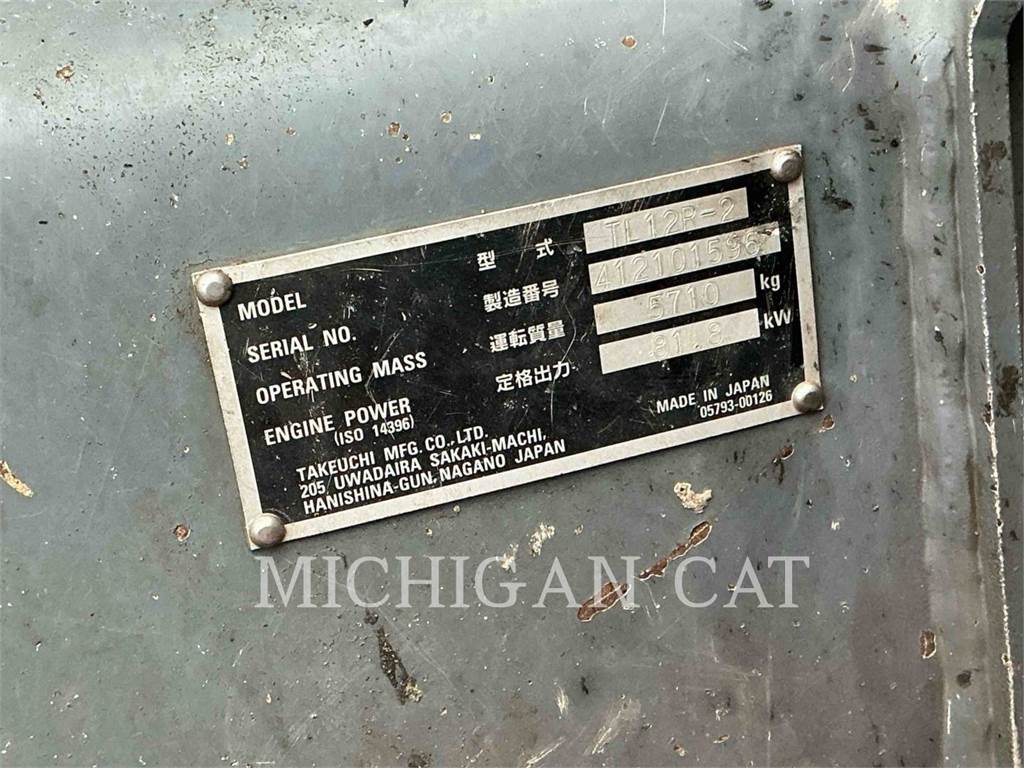 MODEL 型 式 TL12R-2
SERIAL NO. 製造番号 412101596
OPERATING MASS 運転質量 5710 kg
ENGINE POWER 定格出力 81.8 kW
(ISO 14396)
TAKEUCHI MFG. CO.,LTD.
205 UWADAIRA SAKAKI-MACHI,
HANISHINA-GUN, NAGANO JAPAN
MADE IN JAPAN
05793-00126
MICHIGAN CAT